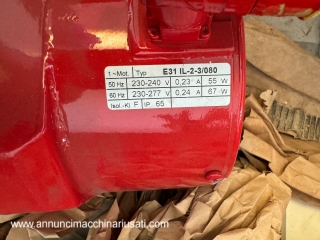 1~Mot. Typ E31 IL-2-3/080
50 Hz 230-240 V 0,23 A 55 W
60 Hz 230-277 V 0,24 A 67 W
Isol.-Kl F IP 65
www.annuncimacchinariusati.com